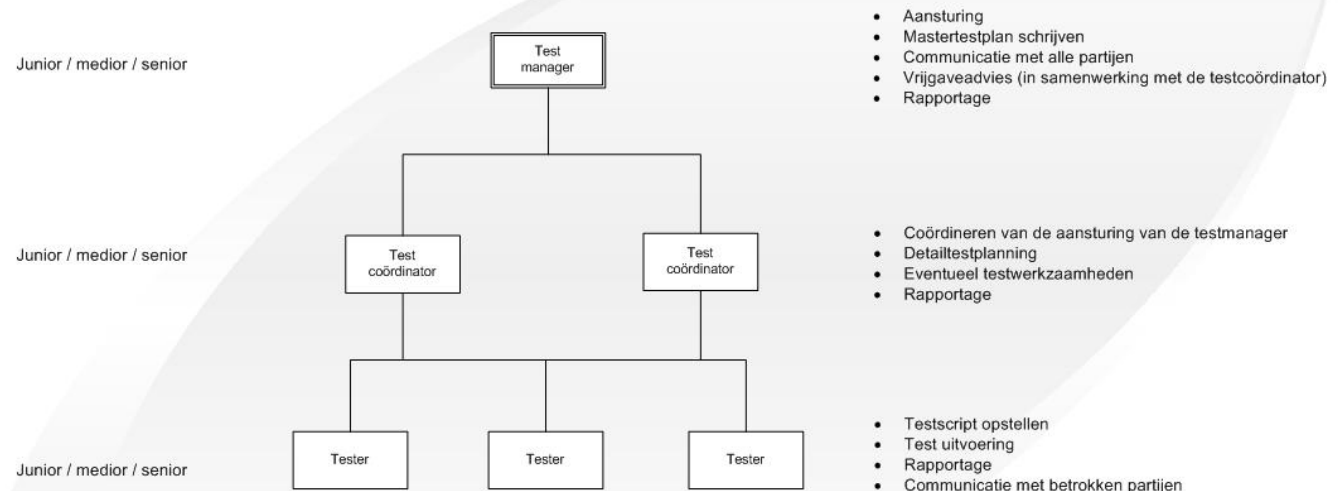 Junior / medior / senior
Test
manager
• Aansturing
• Mastertestplan schrijven
• Communicatie met alle partijen
• Vrijgaveadvies (in samenwerking met de testcoördinator)
• Rapportage
Junior / medior / senior
Test
coördinator
Test
coördinator
• Coördineren van de aansturing van de testmanager
• Detailtestplanning
• Eventueel testwerkzaamheden
• Rapportage
Junior / medior / senior
Tester
Tester
Tester
• Testscript opstellen
• Test uitvoering
• Rapportage
• Communicatie met betrokken partijen